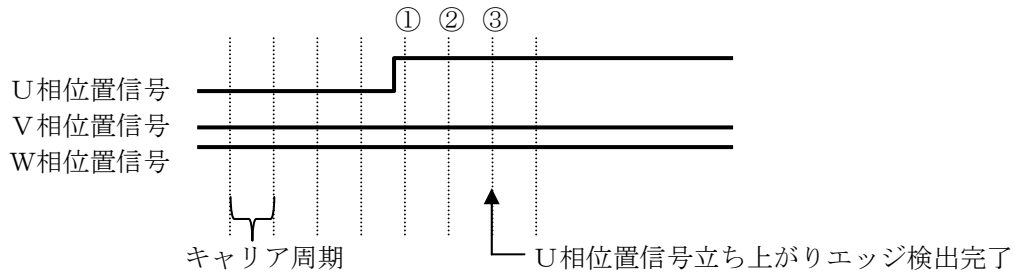 ① ② ③
U相位置信号
V相位置信号
W相位置信号
キャリア周期
U相位置信号立ち上がりエッジ検出完了